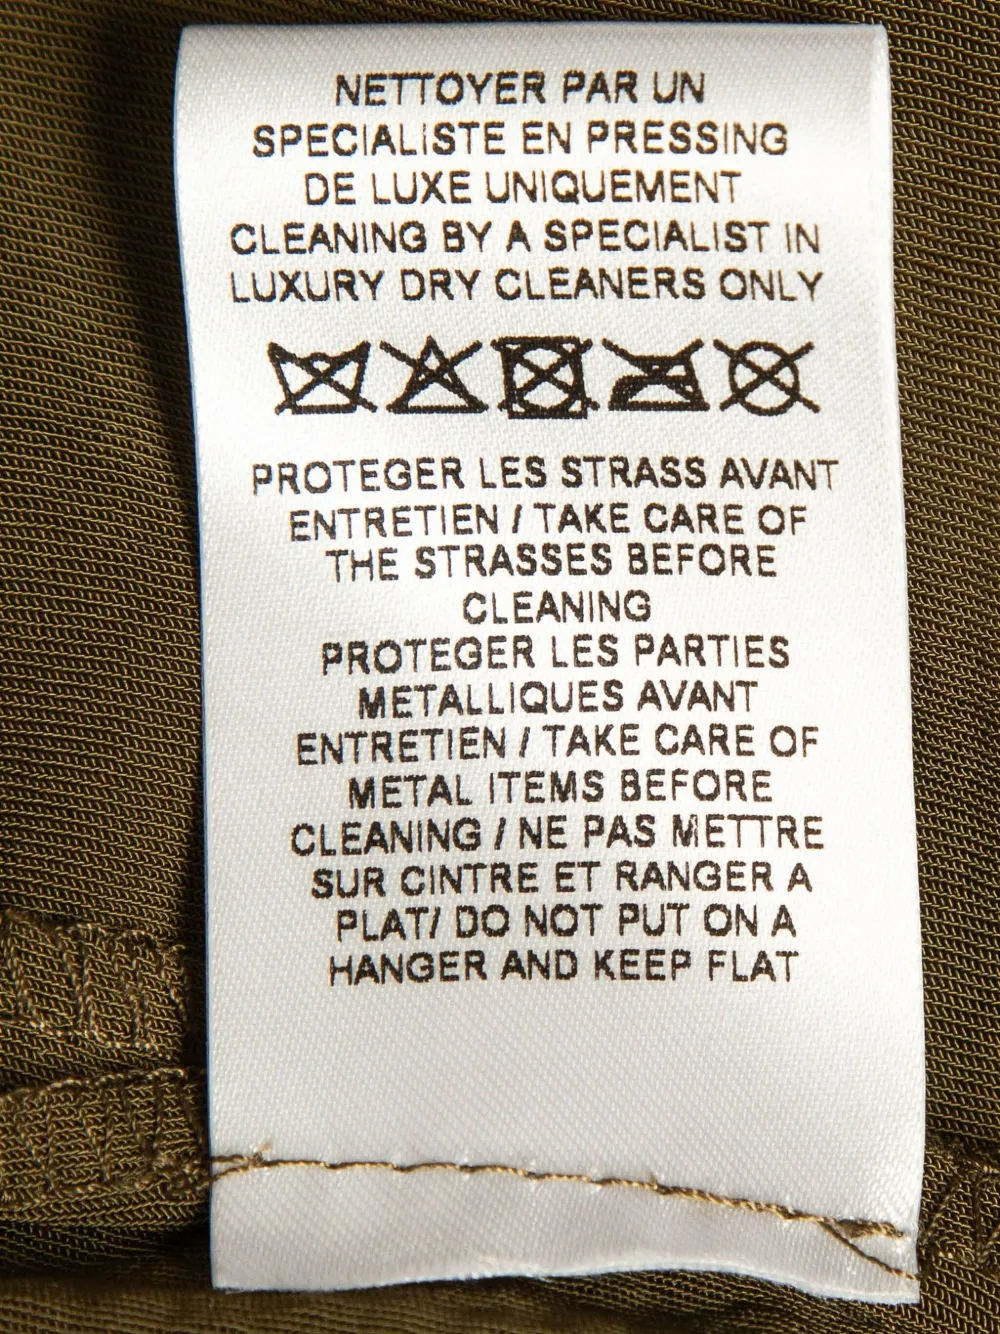 NETTOYER PAR UN
SPECIALISTE EN PRESSING
DE LUXE UNIQUEMENT
CLEANING BY A SPECIALIST IN
LUXURY DRY CLEANERS ONLY
PROTEGER LES STRASS AVANT
ENTRETIEN / TAKE CARE OF
THE STRASSES BEFORE
CLEANING
PROTEGER LES PARTIES
METALLIQUES AVANT
ENTRETIEN / TAKE CARE OF
METAL ITEMS BEFORE
CLEANING / NE PAS METTRE
SUR CINTRE ET RANGER A
PLAT/ DO NOT PUT ON A
HANGER AND KEEP FLAT